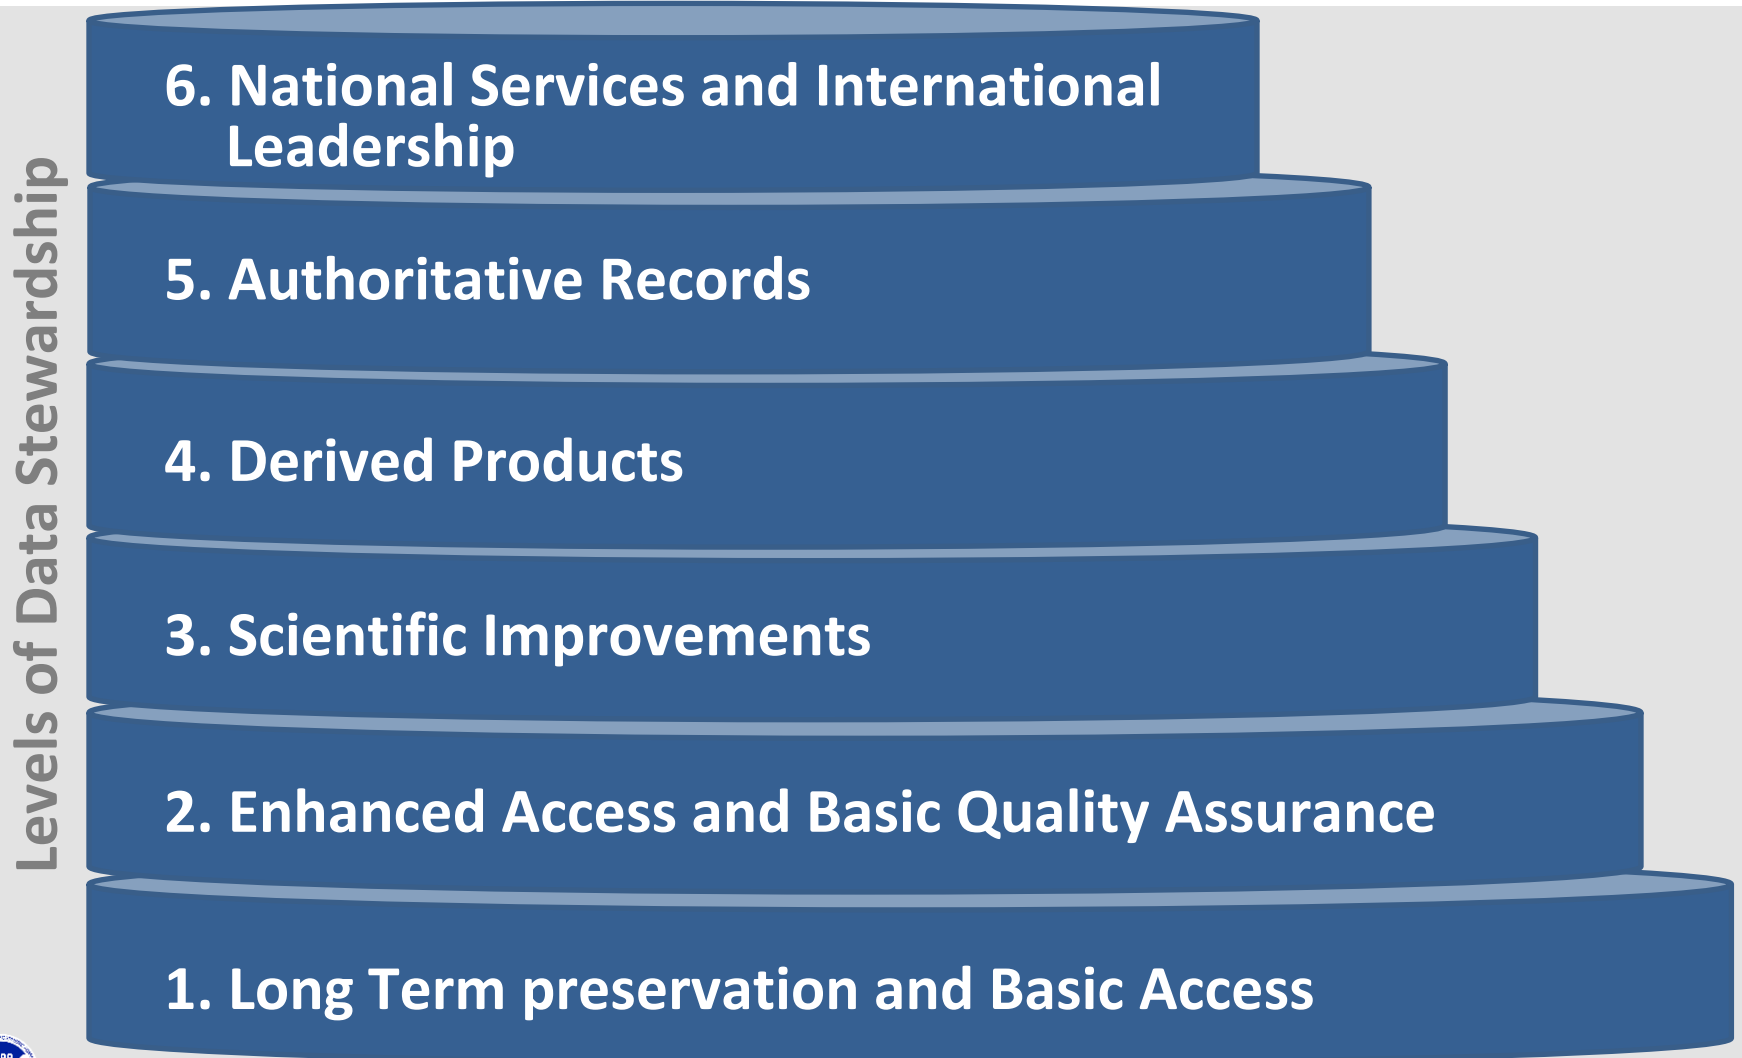 6. National Services and International
Leadership
5. Authoritative Records
4. Derived Products
3. Scientific Improvements
2. Enhanced Access and Basic Quality Assurance
1. Long Term preservation and Basic Access
Levels of Data Stewardship